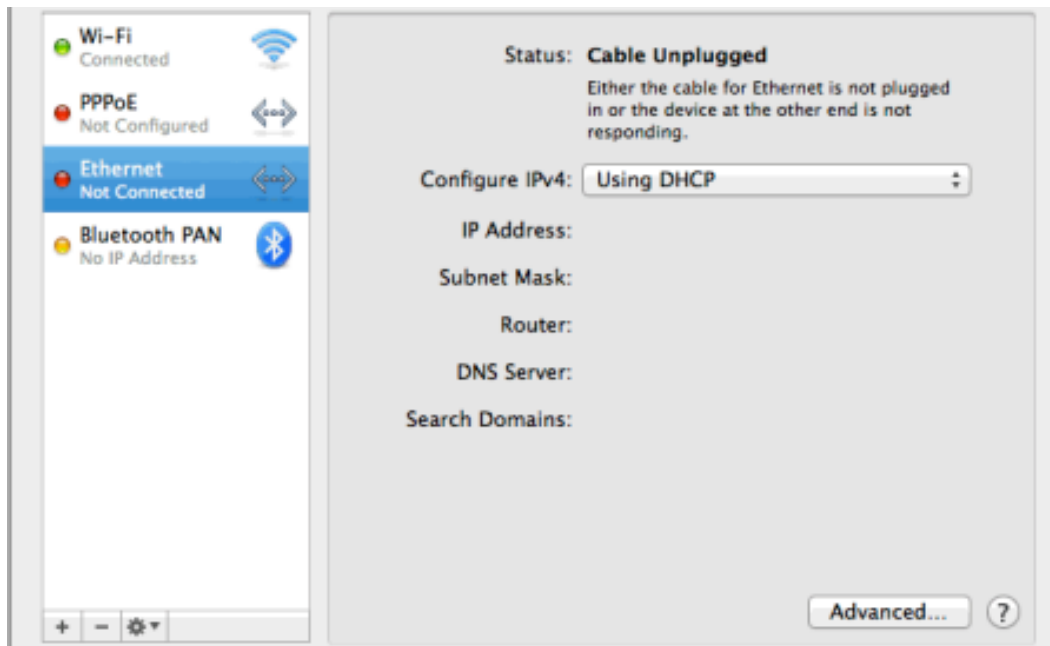 Wi-Fi
Connected
PPPoE
Not Configured
Ethernet
Not Connected
Bluetooth PAN
No IP Address
Status: Cable Unplugged
Either the cable for Ethernet is not plugged
in or the device at the other end is not
responding.
Configure IPv4: Using DHCP
IP Address:
Subnet Mask:
Router:
DNS Server:
Search Domains:
Advanced... ?
+ −